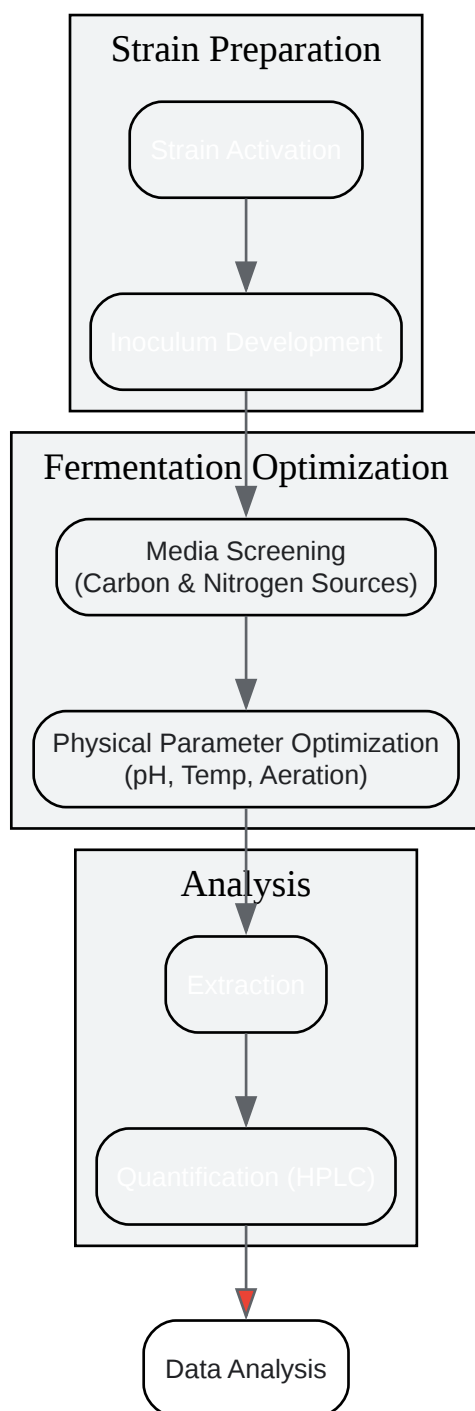 Strain Preparation
Strain Activation
Inoculum Development
Fermentation Optimization
Media Screening
(Carbon & Nitrogen Sources)
Physical Parameter Optimization
(pH, Temp, Aeration)
Analysis
Extraction
Quantification (HPLC)
Data Analysis